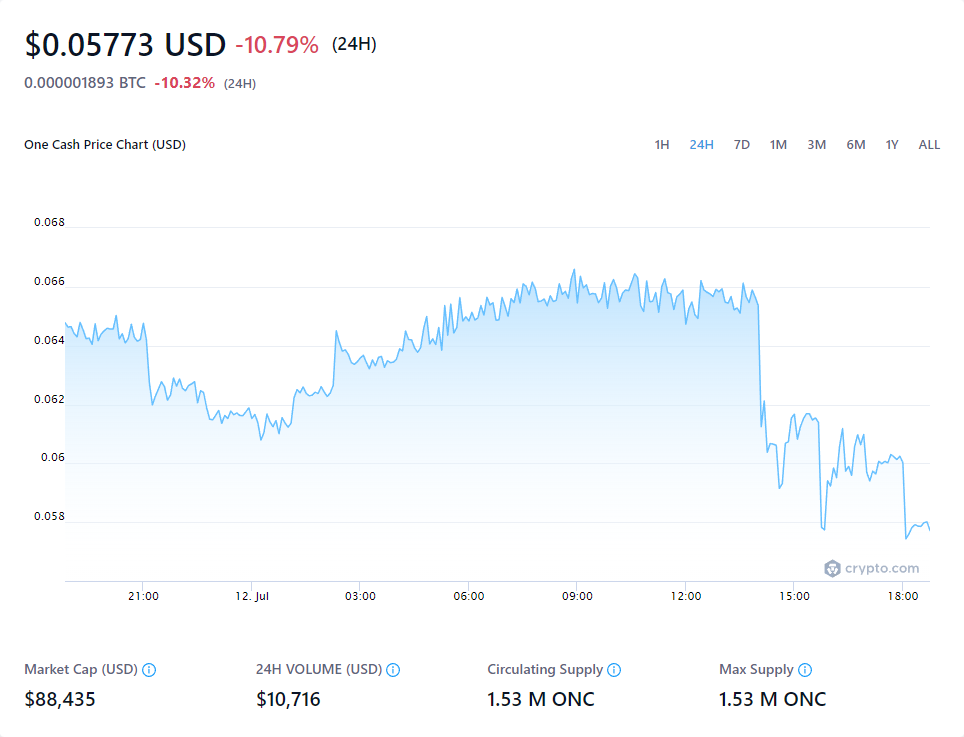 $0.05773 USD -10.79% (24H)
0.000001893 BTC -10.32% (24H)
One Cash Price Chart (USD) 1H 24H 7D 1M 3M 6M 1Y ALL
0.068
0.066
0.064
0.062
0.06
0.058
crypto.com
21:00 12. Jul 03:00 06:00 09:00 12:00 15:00 18:00
Market Cap (USD) 24H VOLUME (USD) Circulating Supply Max Supply
$88,435 $10,716 1.53 M ONC 1.53 M ONC